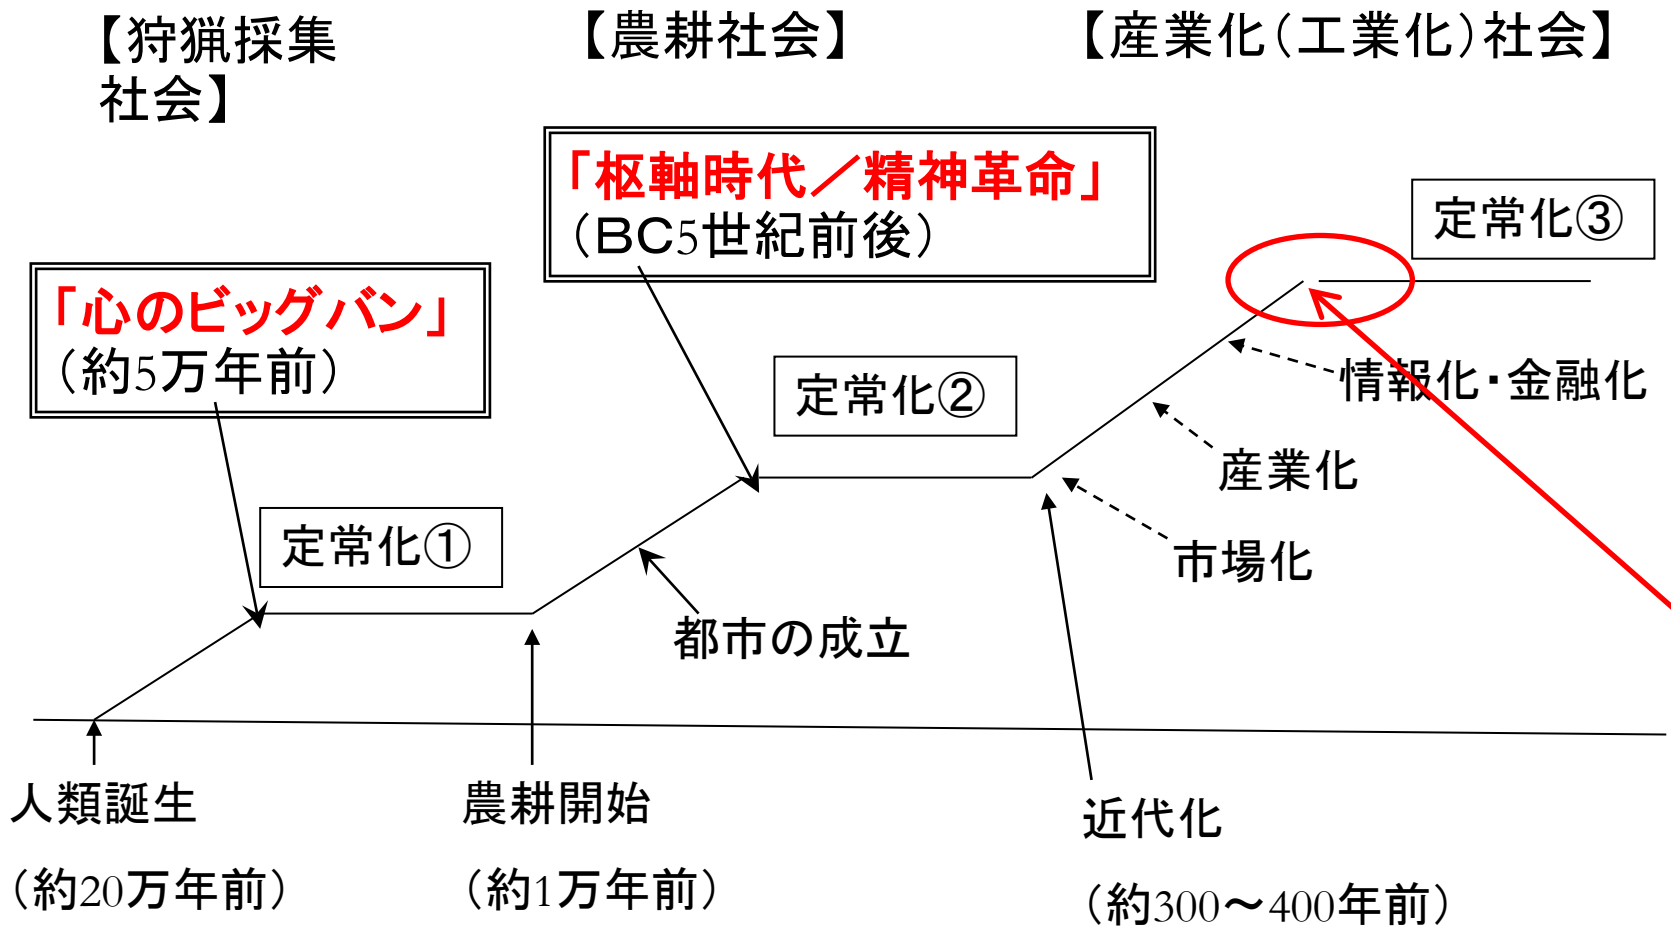 【狩猟採集
社会】
【農耕社会】
【産業化（工業化）社会】
「枢軸時代／精神革命」
（ＢＣ5世紀前後）
定常化③
「心のビッグバン」
（約5万年前）
定常化②
情報化・金融化
産業化
定常化①
市場化
都市の成立
人類誕生
（約20万年前）
農耕開始
（約1万年前）
近代化
（約300～400年前）